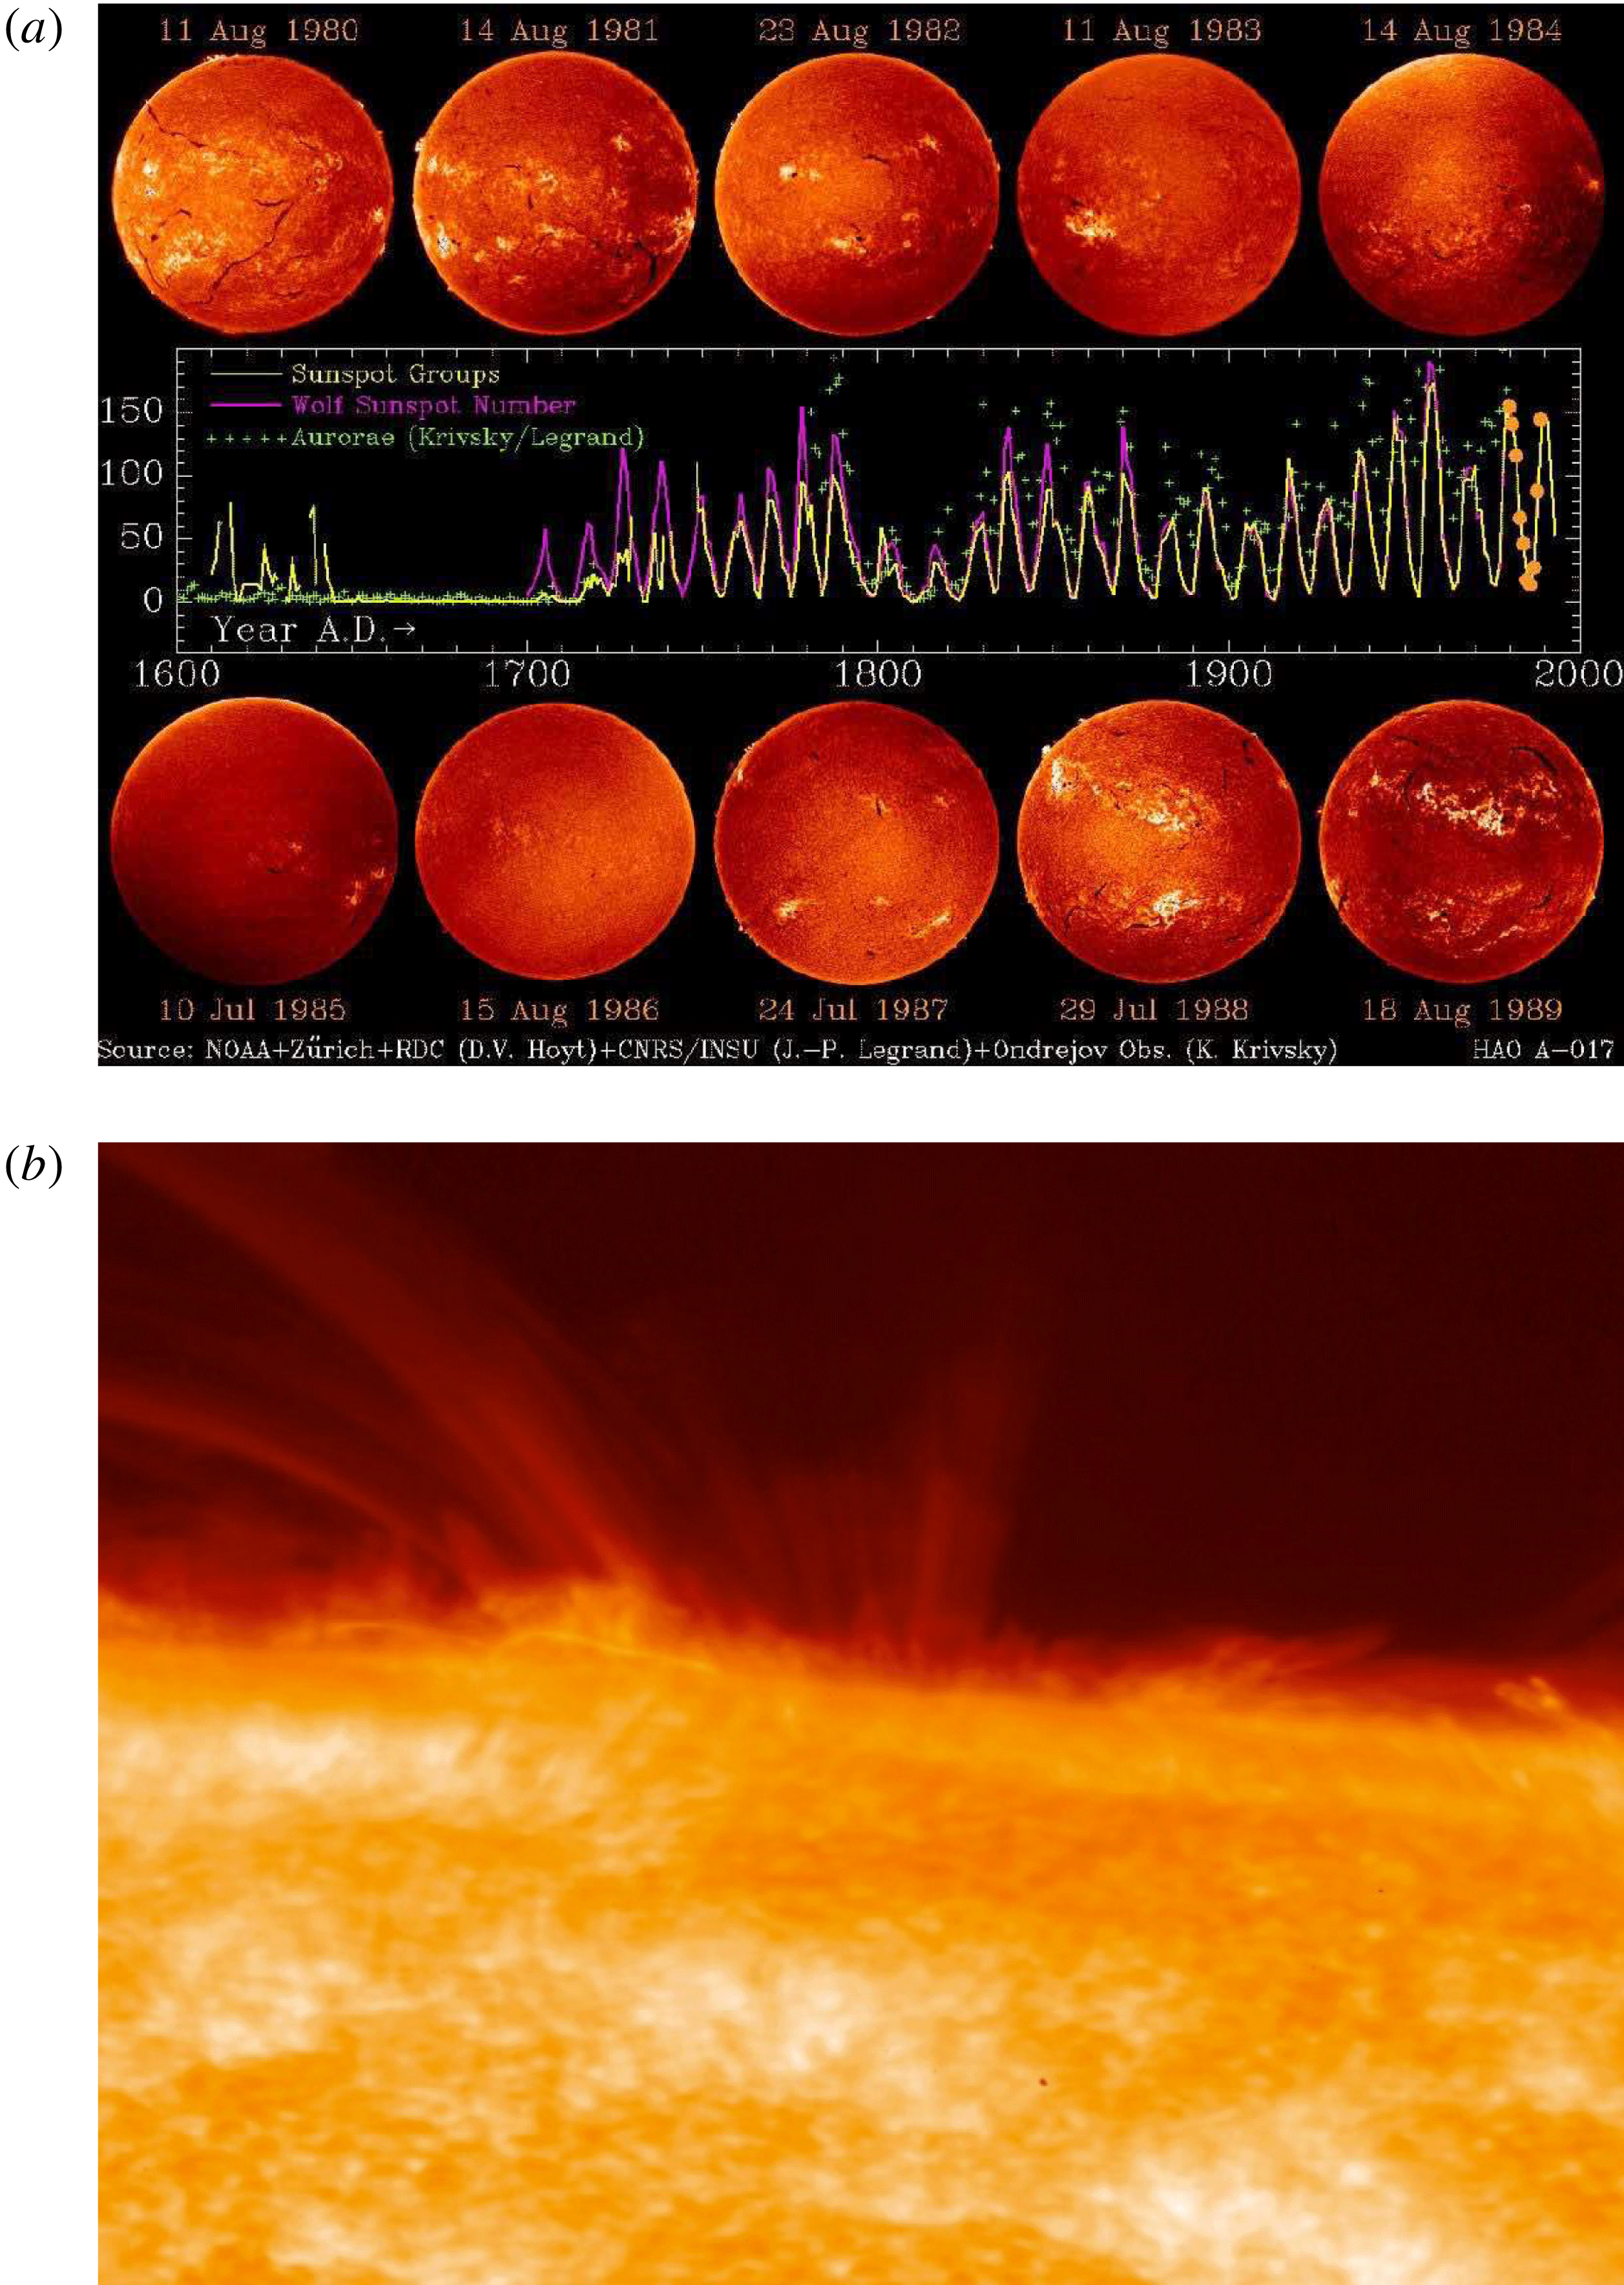 (a)
11 Aug 1980 14 Aug 1981 23 Aug 1982 11 Aug 1983 14 Aug 1984
Sunspot Groups
Wolf Sunspot Number
+ + + + + Aurorae (Krivsky/Legrand)
150
100
50
0
Year A.D.→
1600 1700 1800 1900 2000
10 Jul 1985 15 Aug 1986 24 Jul 1987 29 Jul 1988 18 Aug 1989
Source: NOAA+Zürich+RDC (D.V. Hoyt)+CNRS/INSU (J.-P. Legrand)+Ondrejov Obs. (K. Krivsky) HAO A-017
(b)